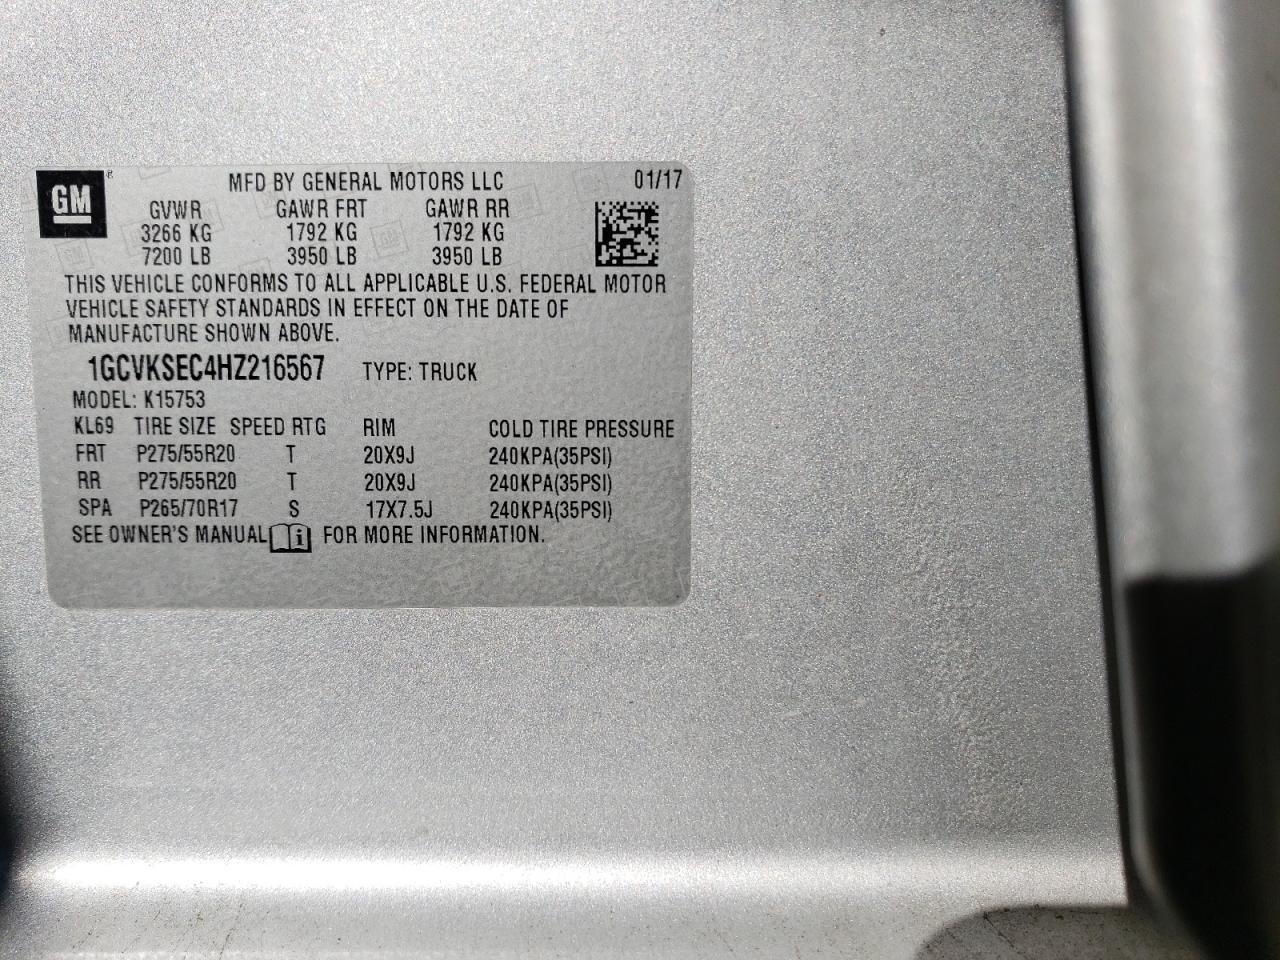 GM
MFD BY GENERAL MOTORS LLC 01/17
GVWR GAWR FRT GAWR RR
3266 KG 1792 KG 1792 KG
7200 LB 3950 LB 3950 LB
THIS VEHICLE CONFORMS TO ALL APPLICABLE U.S. FEDERAL MOTOR
VEHICLE SAFETY STANDARDS IN EFFECT ON THE DATE OF
MANUFACTURE SHOWN ABOVE.
1GCVKSEC4HZ216567 TYPE: TRUCK
MODEL: K15753
KL69 TIRE SIZE SPEED RTG RIM COLD TIRE PRESSURE
FRT P275/55R20 T 20X9J 240KPA(35PSI)
RR P275/55R20 T 20X9J 240KPA(35PSI)
SPA P265/70R17 S 17X7.5J 240KPA(35PSI)
SEE OWNER'S MANUAL FOR MORE INFORMATION.